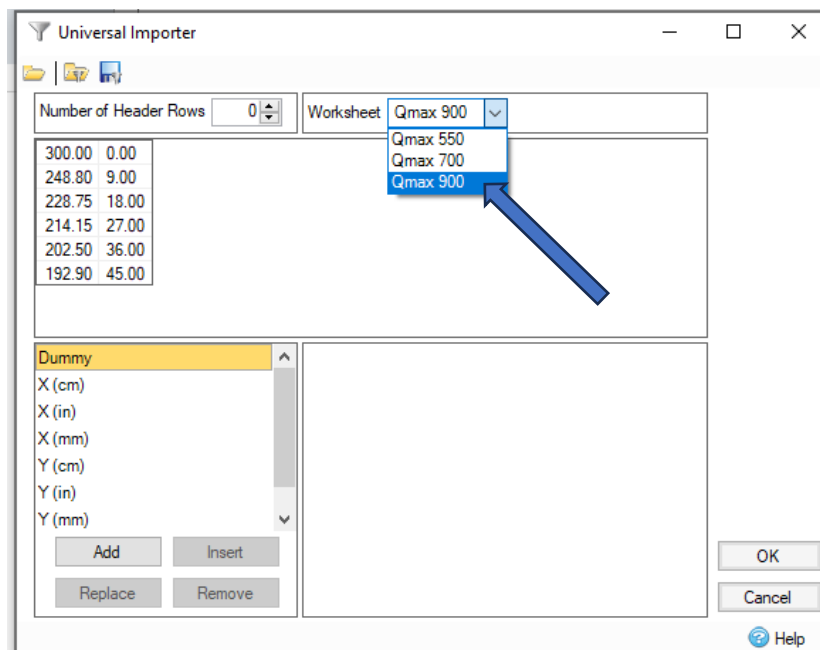 Universal Importer
Number of Header Rows 0 Worksheet Qmax 900
Qmax 550
Qmax 700
Qmax 900
300.00 0.00
248.80 9.00
228.75 18.00
214.15 27.00
202.50 36.00
192.90 45.00
Dummy
X (cm)
X (in)
X (mm)
Y (cm)
Y (in)
Y (mm)
Add Insert
Replace Remove
OK
Cancel
Help